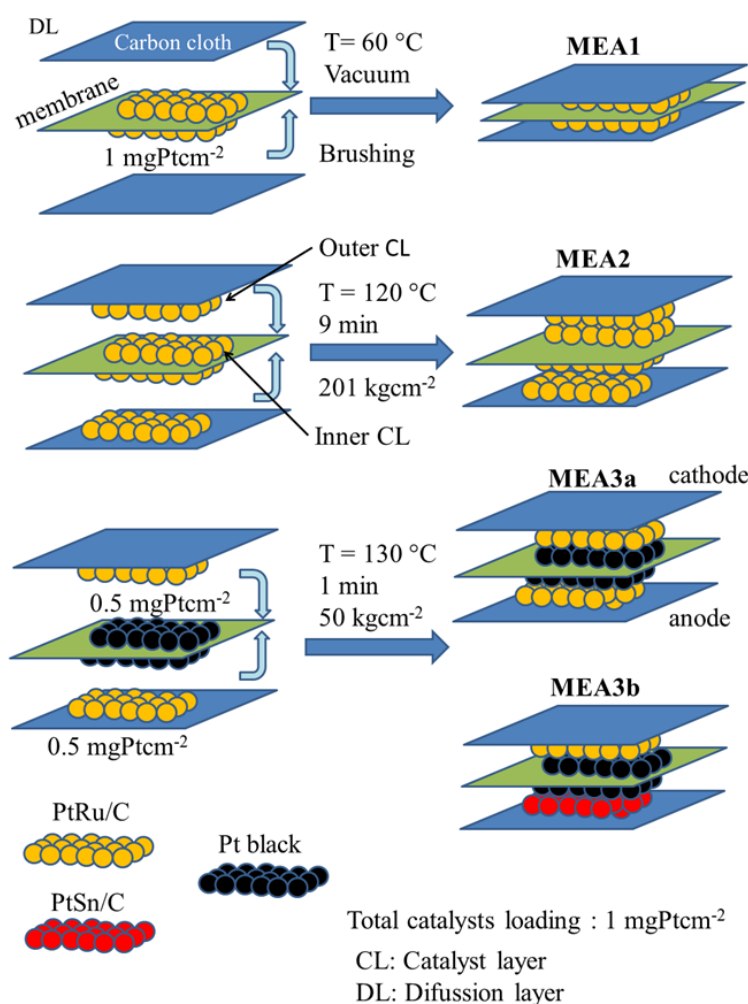 DL
Carbon cloth
T= 60 °C
Vacuum
MEA1
membrane
1 mgPtcm⁻²
Brushing
Outer CL
MEA2
T = 120 °C
9 min
201 kgcm⁻²
Inner CL
MEA3a
cathode
T = 130 °C
1 min
50 kgcm⁻²
0.5 mgPtcm⁻²
anode
MEA3b
0.5 mgPtcm⁻²
PtRu/C
Pt black
PtSn/C
Total catalysts loading : 1 mgPtcm⁻²
CL: Catalyst layer
DL: Difussion layer